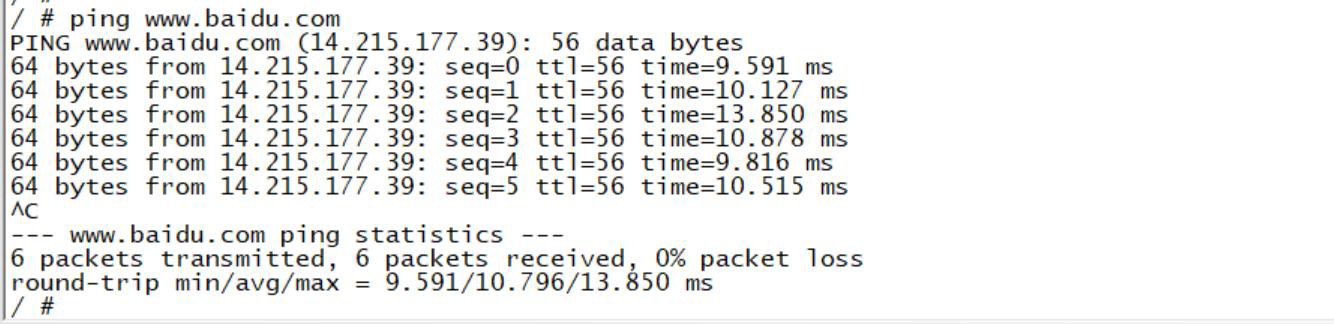 / # ping www.baidu.com
PING www.baidu.com (14.215.177.39): 56 data bytes
64 bytes from 14.215.177.39: seq=0 ttl=56 time=9.591 ms
64 bytes from 14.215.177.39: seq=1 ttl=56 time=10.127 ms
64 bytes from 14.215.177.39: seq=2 ttl=56 time=13.850 ms
64 bytes from 14.215.177.39: seq=3 ttl=56 time=10.878 ms
64 bytes from 14.215.177.39: seq=4 ttl=56 time=9.816 ms
64 bytes from 14.215.177.39: seq=5 ttl=56 time=10.515 ms
^C
--- www.baidu.com ping statistics ---
6 packets transmitted, 6 packets received, 0% packet loss
round-trip min/avg/max = 9.591/10.796/13.850 ms
/ #